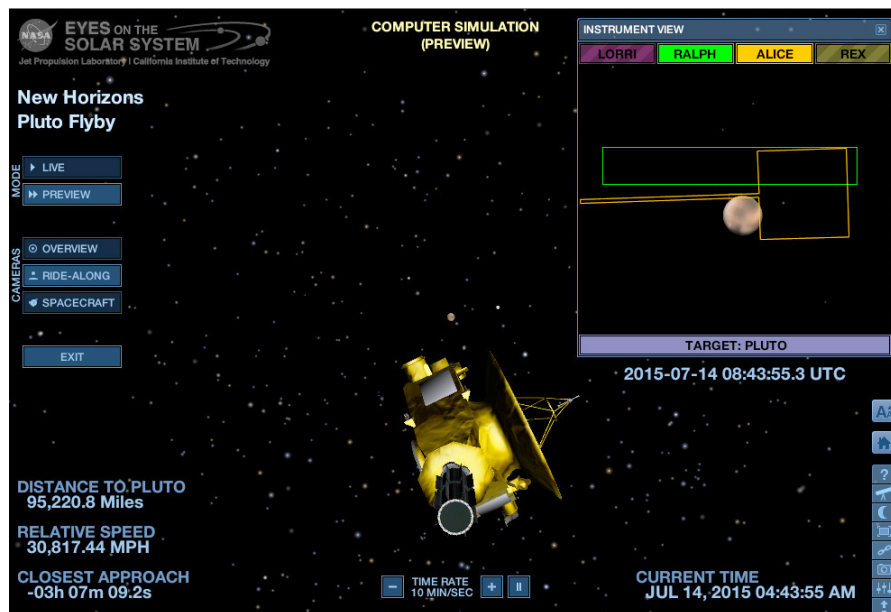 NASA
EYES ON THE
SOLAR SYSTEM
Jet Propulsion Laboratory | California Institute of Technology
COMPUTER SIMULATION
(PREVIEW)
New Horizons
Pluto Flyby
MODE
LIVE
PREVIEW
CAMERAS
OVERVIEW
RIDE-ALONG
SPACECRAFT
EXIT
INSTRUMENT VIEW
LORRI RALPH ALICE REX
TARGET: PLUTO
2015-07-14 08:43:55.3 UTC
DISTANCE TO PLUTO
95,220.8 Miles
RELATIVE SPEED
30,817.44 MPH
CLOSEST APPROACH
-03h 07m 09.2s
TIME RATE
10 MIN/SEC
CURRENT TIME
JUL 14, 2015 04:43:55 AM
?